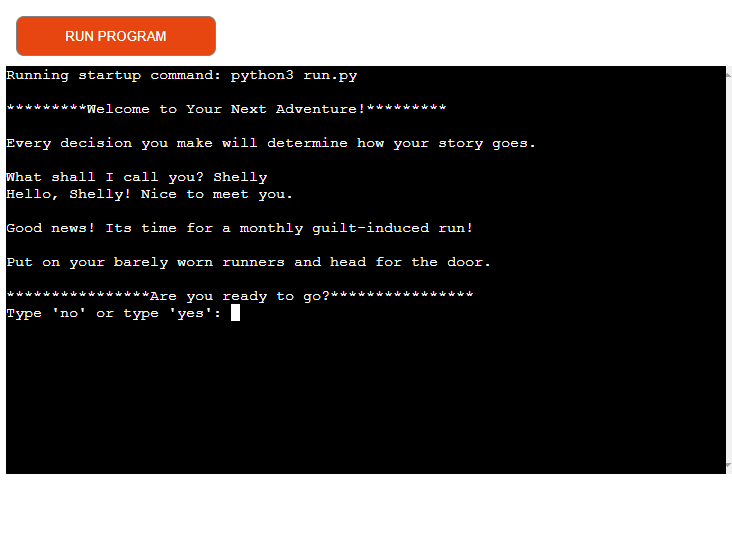 RUN PROGRAM
Running startup command: python3 run.py
*********Welcome to Your Next Adventure!*********
Every decision you make will determine how your story goes.
What shall I call you? Shelly
Hello, Shelly! Nice to meet you.
Good news! Its time for a monthly guilt-induced run!
Put on your barely worn runners and head for the door.
****************Are you ready to go?****************
Type 'no' or type 'yes':